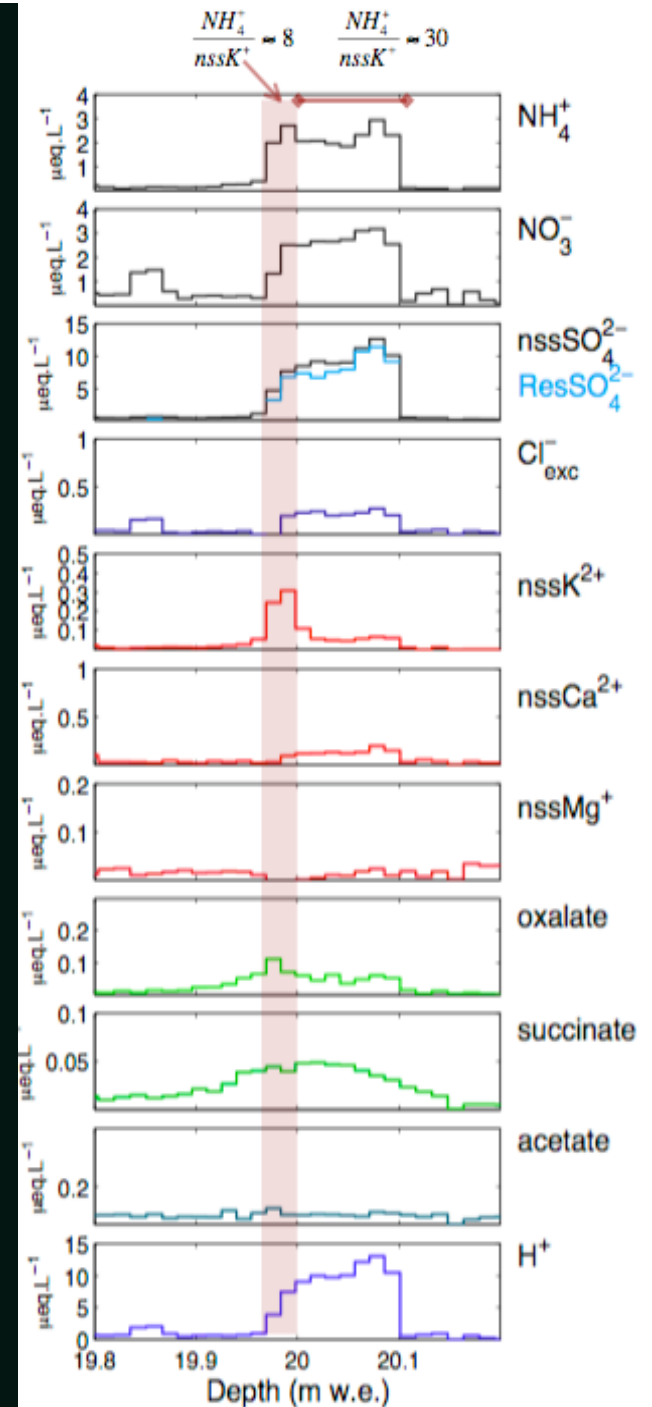 NH₄⁺/nssK⁺ ≈ 8 NH₄⁺/nssK⁺ ≈ 30
4
3
2
1
NH₄⁺
4
3
2
1
NO₃⁻
15
10
5
nssSO₄²⁻
ResSO₄²⁻
1
0.5
Cl⁻exc
0.5
0.4
0.3
0.2
0.1
nssK²⁺
1
0.5
nssCa²⁺
0.2
0.1
nssMg⁺
0.2
0.1
oxalate
0.1
0.05
succinate
0.2
acetate
15
10
5
0
H⁺
19.8 19.9 20 20.1
Depth (m w.e.)